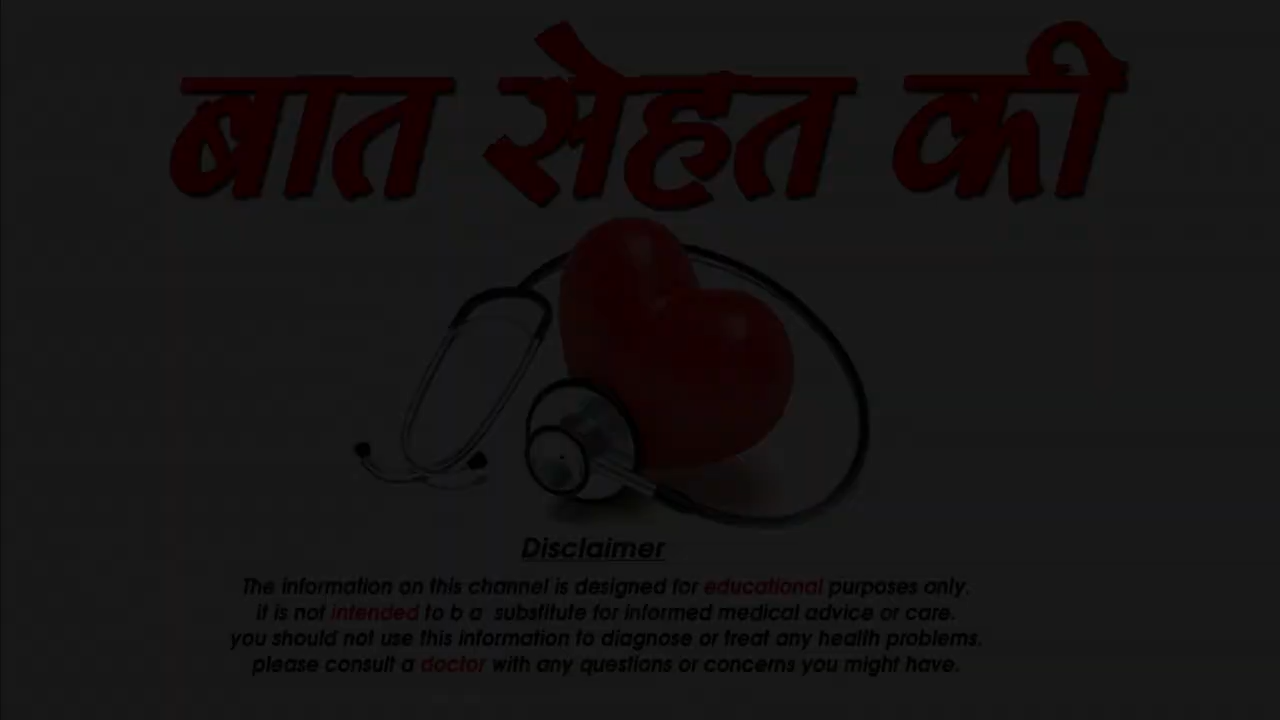 बात सेहत की
Disclaimer
The information on this channel is designed for educational purposes only.
it is not intended to b a substitute for informed medical advice or care.
you should not use this information to diagnose or treat any health problems.
please consult a doctor with any questions or concerns you might have.